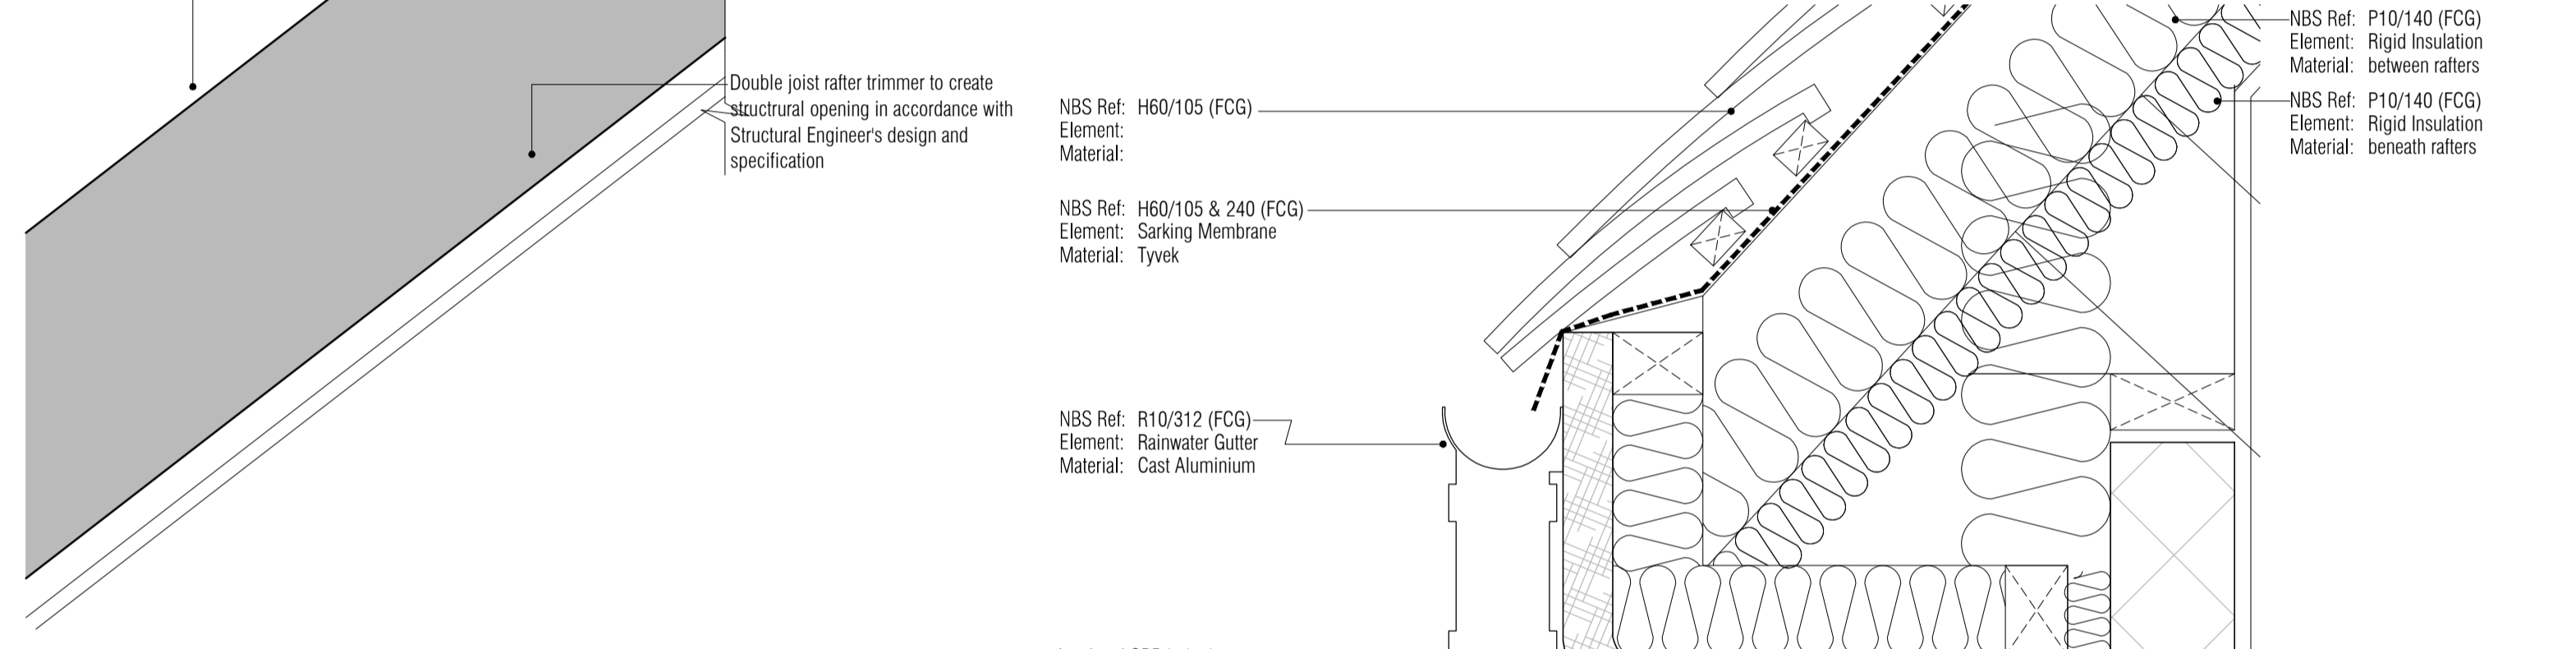 Double joist rafter trimmer to create
structrural opening in accordance with
Structural Engineer's design and
specification
NBS Ref: H60/105 (FCG)
Element:
Material:
NBS Ref: H60/105 & 240 (FCG)
Element: Sarking Membrane
Material: Tyvek
NBS Ref: R10/312 (FCG)
Element: Rainwater Gutter
Material: Cast Aluminium
NBS Ref: P10/140 (FCG)
Element: Rigid Insulation
Material: between rafters
NBS Ref: P10/140 (FCG)
Element: Rigid Insulation
Material: beneath rafters